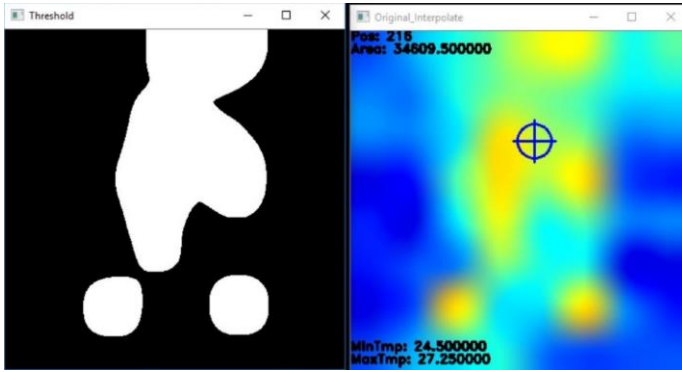 Threshold
Original_Interpolate
Pos: 216
Area: 34609.500000
MinTmp: 24.500000
MaxTmp: 27.250000